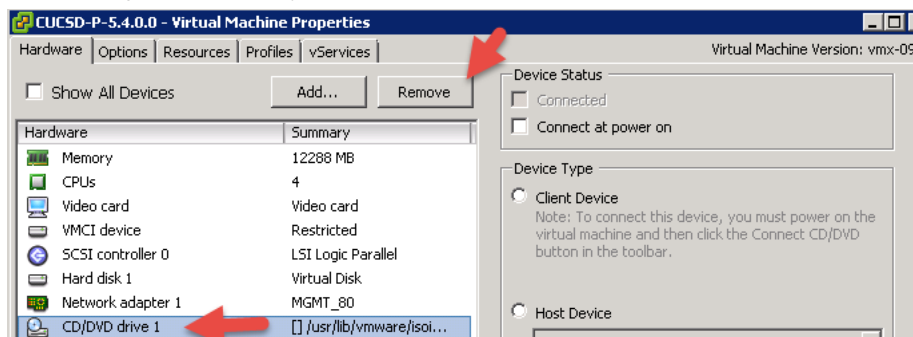 CUCSD-P-5.4.0.0 - Virtual Machine Properties
Hardware Options Resources Profiles vServices
Virtual Machine Version: vmx-09
Show All Devices
Add... Remove
Hardware Summary
Memory 12288 MB
CPUs 4
Video card Video card
VMCI device Restricted
SCSI controller 0 LSI Logic Parallel
Hard disk 1 Virtual Disk
Network adapter 1 MGMT_80
CD/DVD drive 1 [] /usr/lib/vmware/isoi...
Device Status
Connected
Connect at power on
Device Type
Client Device
Note: To connect this device, you must power on the
virtual machine and then click the Connect CD/DVD
button in the toolbar.
Host Device